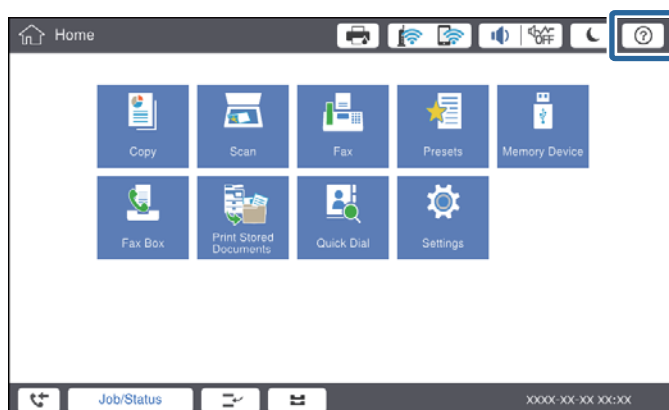 Home
OFF
?
Copy
Scan
Fax
Presets
Memory Device
Fax Box
Print Stored
Documents
Quick Dial
Settings
Job/Status
XXXX-XX-XX XX:XX